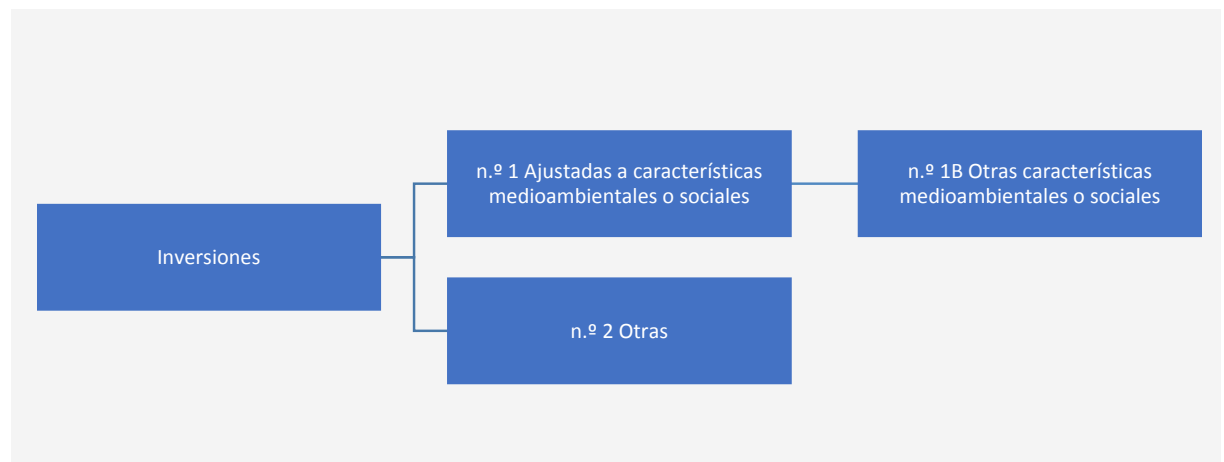 n.º 1 Ajustadas a características
medioambientales o sociales
n.º 1B Otras características
medioambientales o sociales
Inversiones
n.º 2 Otras